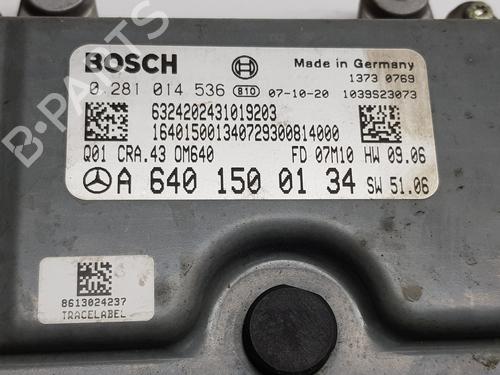 BOSCH Made in Germany
0 281 014 536 810 07-10-20 1373 0769
1039S23073
6324202431019203
164015001340729300814000
Q01 CRA.43 OM640 FD 07M10 HW 09.06
A 640 150 01 34 SW 51.06
8613024237
TRACELABEL
B-PARTS